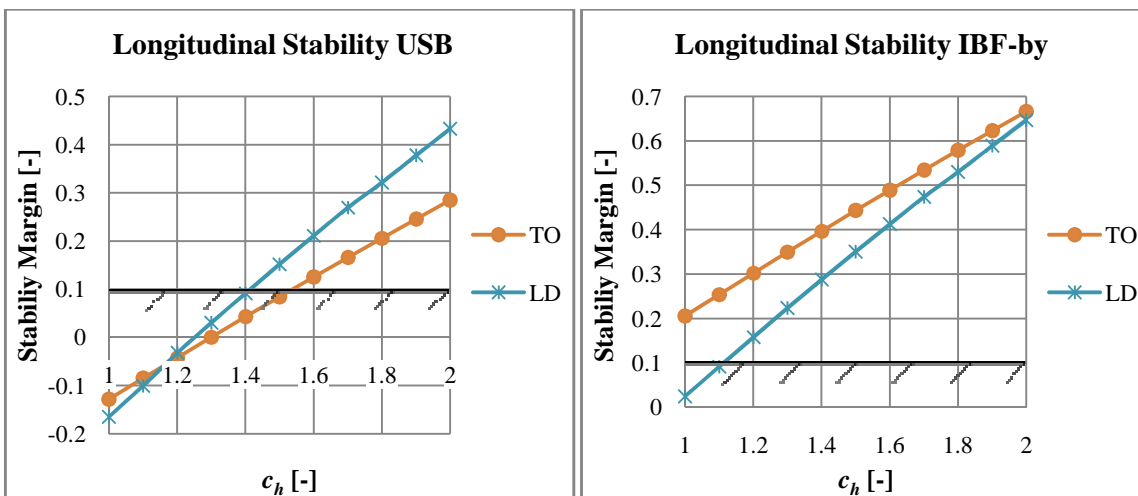 Longitudinal Stability USB
Stabiliy Margin [-]
0.5
0.4
0.3
0.2
0.1
0
-0.1
-0.2
1
1.2
1.4
1.6
1.8
2
c_h [-]
TO
LD
Longitudinal Stability IBF-by
Stabiliy Margin [-]
0.7
0.6
0.5
0.4
0.3
0.2
0.1
0
1
1.2
1.4
1.6
1.8
2
c_h [-]
TO
LD